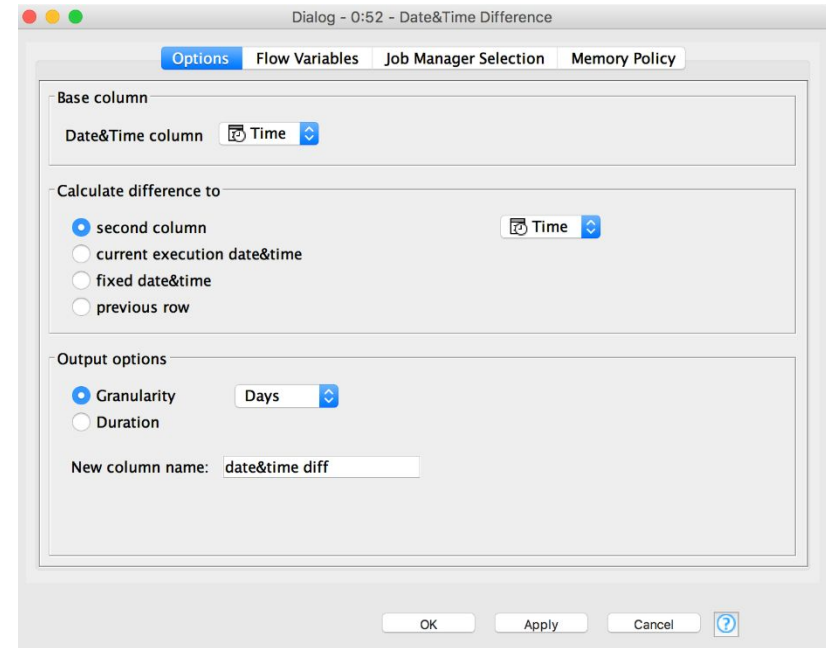 Dialog - 0:52 - Date&Time Difference
Options Flow Variables Job Manager Selection Memory Policy
Base column
Date&Time column Time
Calculate difference to
second column Time
current execution date&time
fixed date&time
previous row
Output options
Granularity Days
Duration
New column name: date&time diff
OK Apply Cancel ?